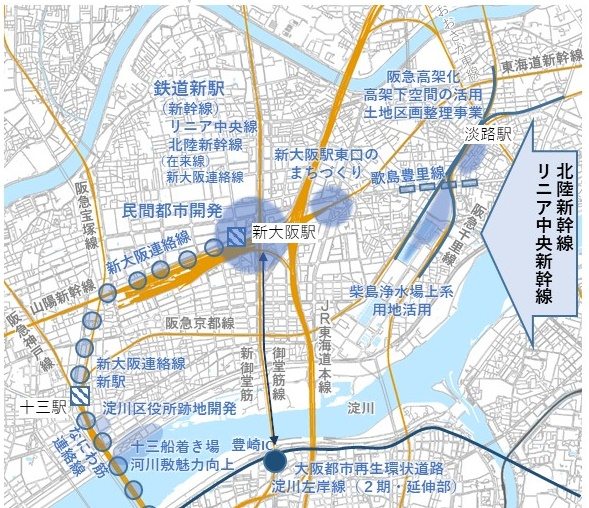 東海道新幹線
おおさか東線
阪急高架化
高架下空間の活用
土地区画整理事業
淡路駅
鉄道新駅
(新幹線)
リニア中央線
北陸新幹線
(在来線)
新大阪連絡線
新大阪駅東口の
まちづくり
歌島豊里線
北陸新幹線
リニア中央新幹線
阪急宝塚線
民間都市開発
新大阪駅
阪急千里線
新大阪連絡線
山陽新幹線
柴島浄水場上系
用地活用
阪急神戸線
阪急京都線
JR東海道本線
新御堂筋
御堂筋線
新大阪連絡線
新駅
十三駅
淀川区役所跡地開発
淀川
なにわ筋
連絡線
十三船着き場
河川敷魅力向上
豊崎IC
大阪都市再生環状道路
淀川左岸線（２期・延伸部）